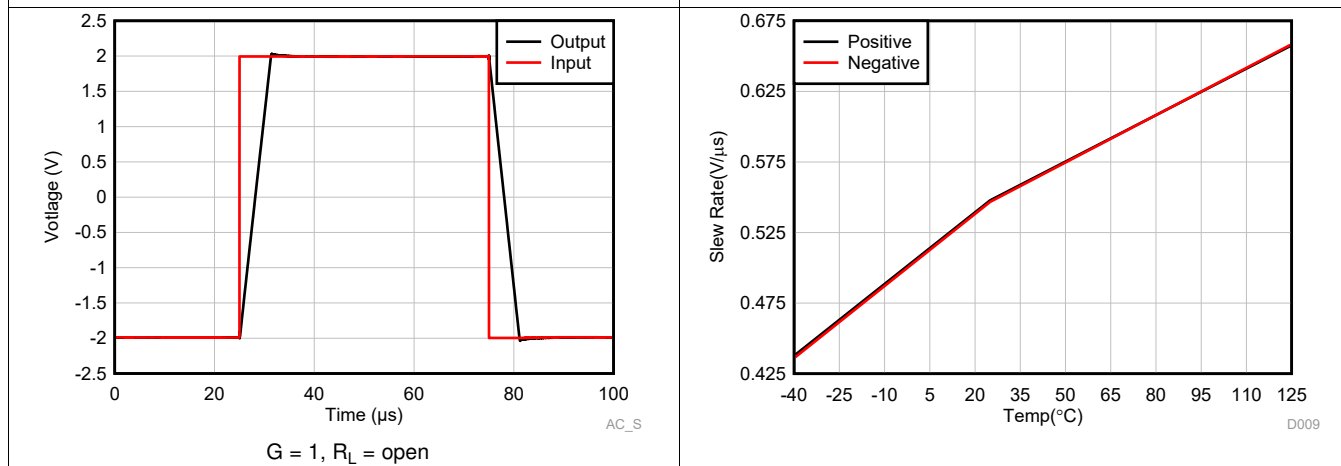 2.5
2
1.5
1
0.5
0
-0.5
-1
-1.5
-2
-2.5
Votlage (V)
0 20 40 60 80 100
Time (µs)
Output
Input
AC_S
G = 1, RL = open
0.675
0.625
0.575
0.525
0.475
0.425
Slew Rate(V/µs)
-40 -25 -10 5 20 35 50 65 80 95 110 125
Temp(°C)
Positive
Negative
D009